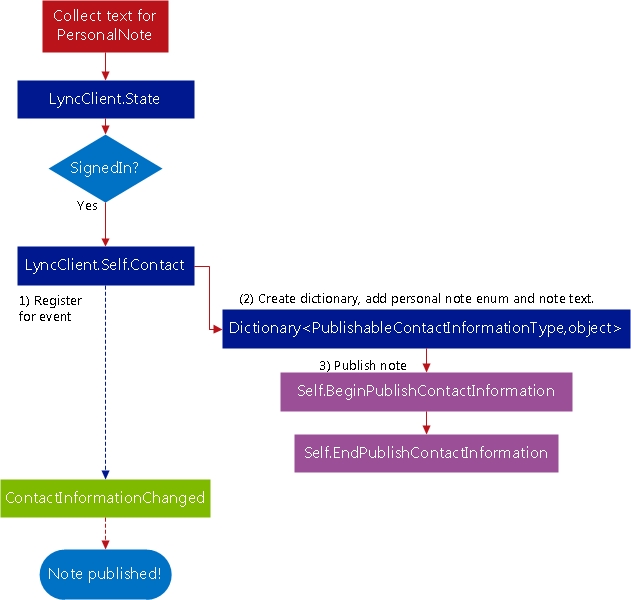 Collect text for
PersonalNote
LyncClient.State
SignedIn?
Yes
LyncClient.Self.Contact
1) Register
for event
(2) Create dictionary, add personal note enum and note text.
Dictionary<PublishableContactInformationType,object>
3) Publish note
Self.BeginPublishContactInformation
Self.EndPublishContactInformation
ContactInformationChanged
Note published!